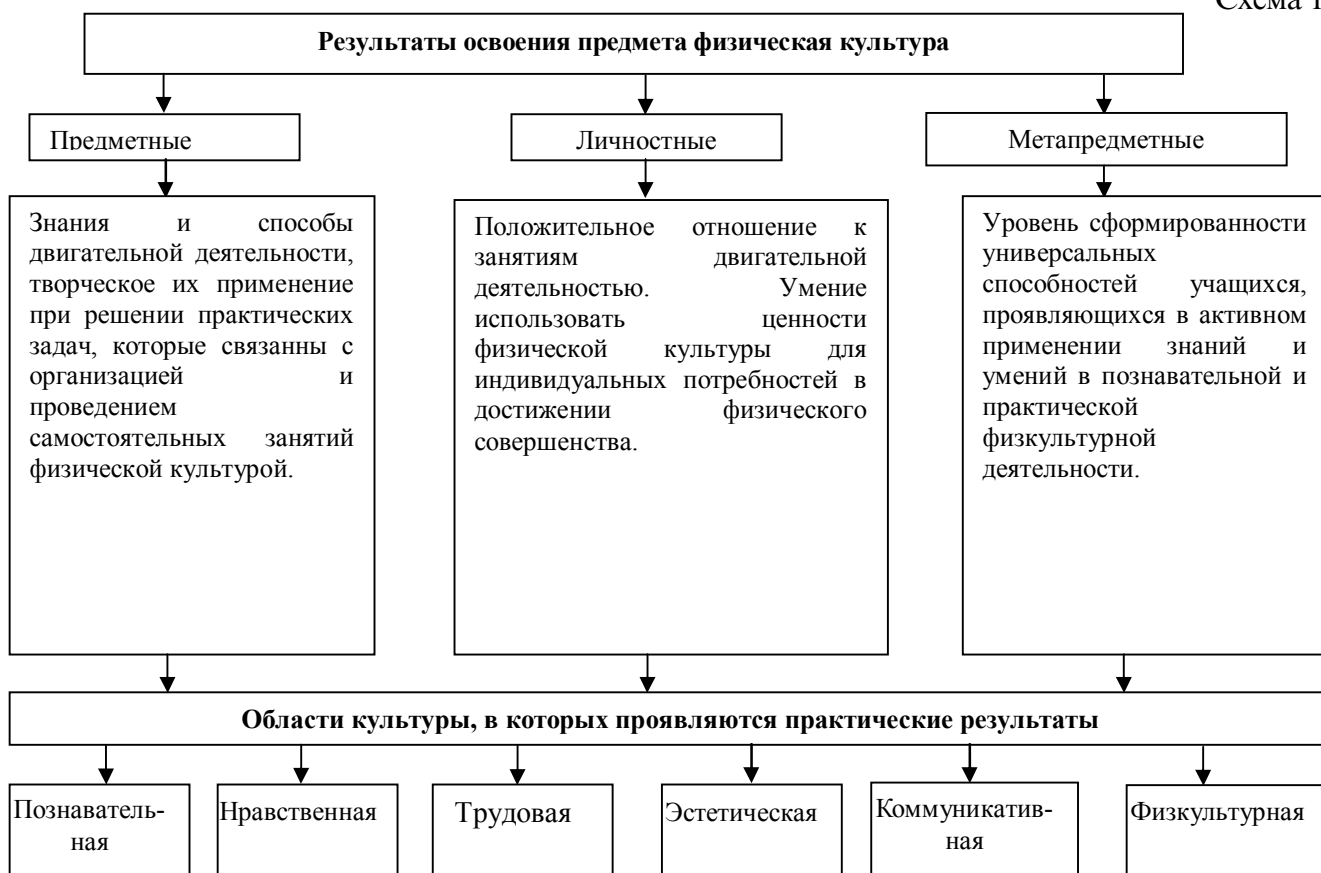 Схема 1
Результаты освоения предмета физическая культура
Предметные
Личностные
Метапредметные
Знания и способы
двигательной деятельности,
творческое их применение
при решении практических
задач, которые связанны с
организацией и
проведением
самостоятельных занятий
физической культурой.
Положительное отношение к
занятиям двигательной
деятельностью. Умение
использовать ценности
физической культуры для
индивидуальных потребностей в
достижении физического
совершенства.
Уровень сформированности
универсальных
способностей учащихся,
проявляющихся в активном
применении знаний и
умений в познавательной и
практической
физкультурной
деятельности.
Области культуры, в которых проявляются практические результаты
Познаватель-
ная
Нравственная
Трудовая
Эстетическая
Коммуникатив-
ная
Физкультурная